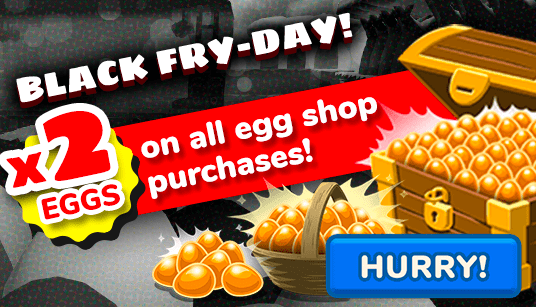 BLACK FRY-DAY!
x2
EGGS
on all egg shop
purchases!
HURRY!